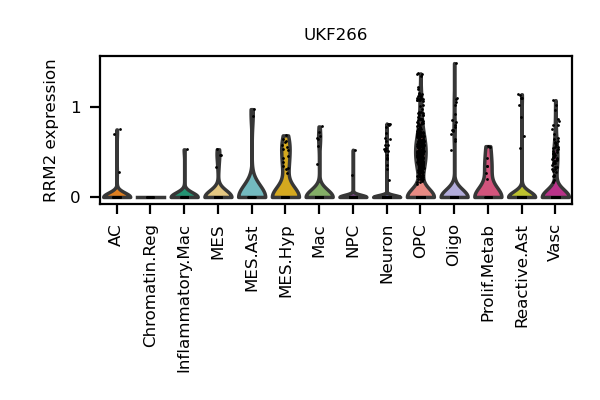 UKF266
RRM2 expression
1
0
AC
Chromatin.Reg
Inflammatory.Mac
MES
MES.Ast
MES.Hyp
Mac
NPC
Neuron
OPC
Oligo
Prolif.Metab
Reactive.Ast
Vasc